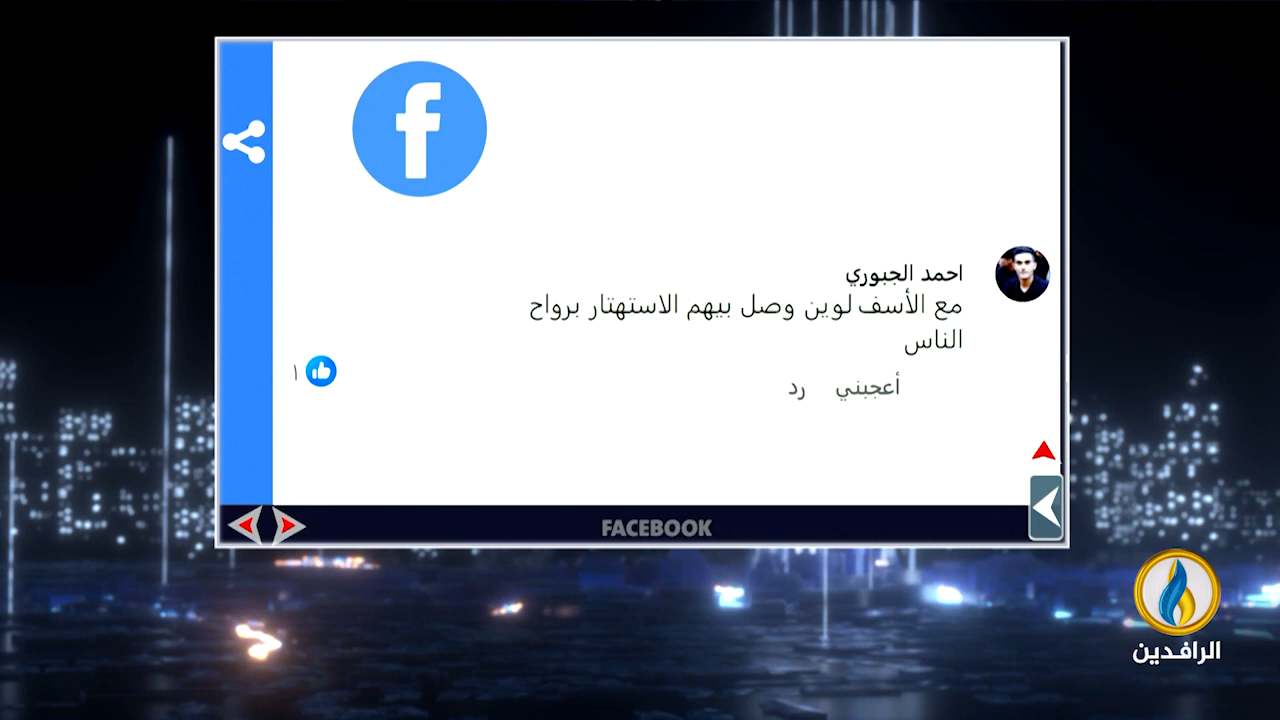 احمد الجبوري
مع الأسف لوين وصل بيهم الاستهتار برواح
الناس
١
أعجبني رد
FACEBOOK
الرافدين